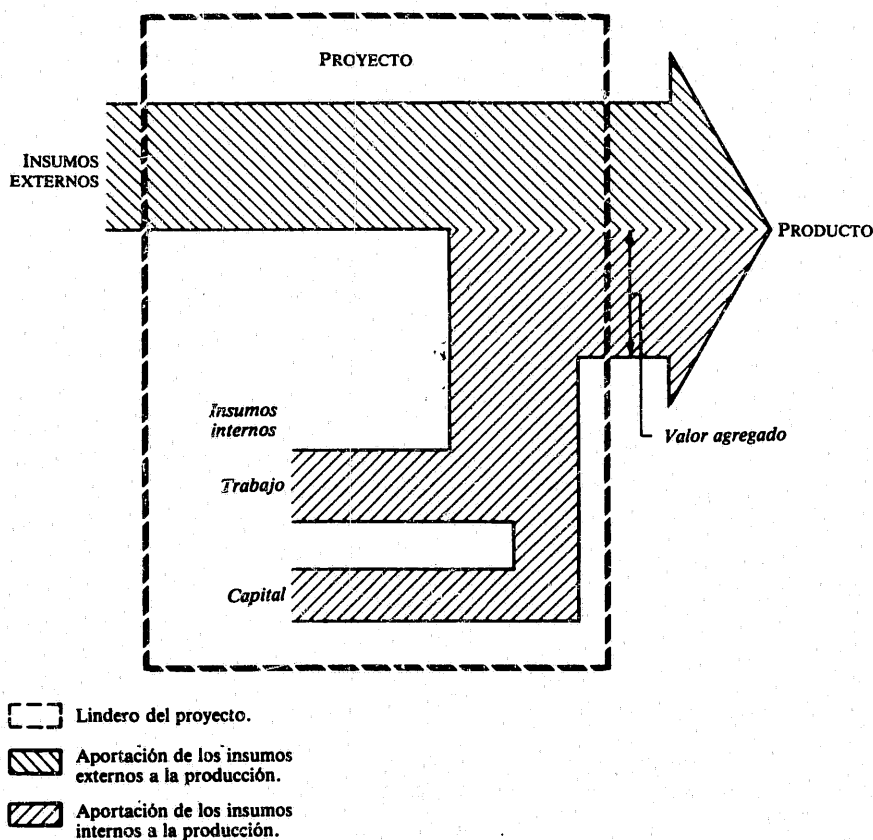 PROYECTO
INSUMOS
EXTERNOS
PRODUCTO
Insumos
internos
Valor agregado
Trabajo
Capital
Lindero del proyecto.
Aportación de los insumos
externos a la producción.
Aportación de los insumos
internos a la producción.